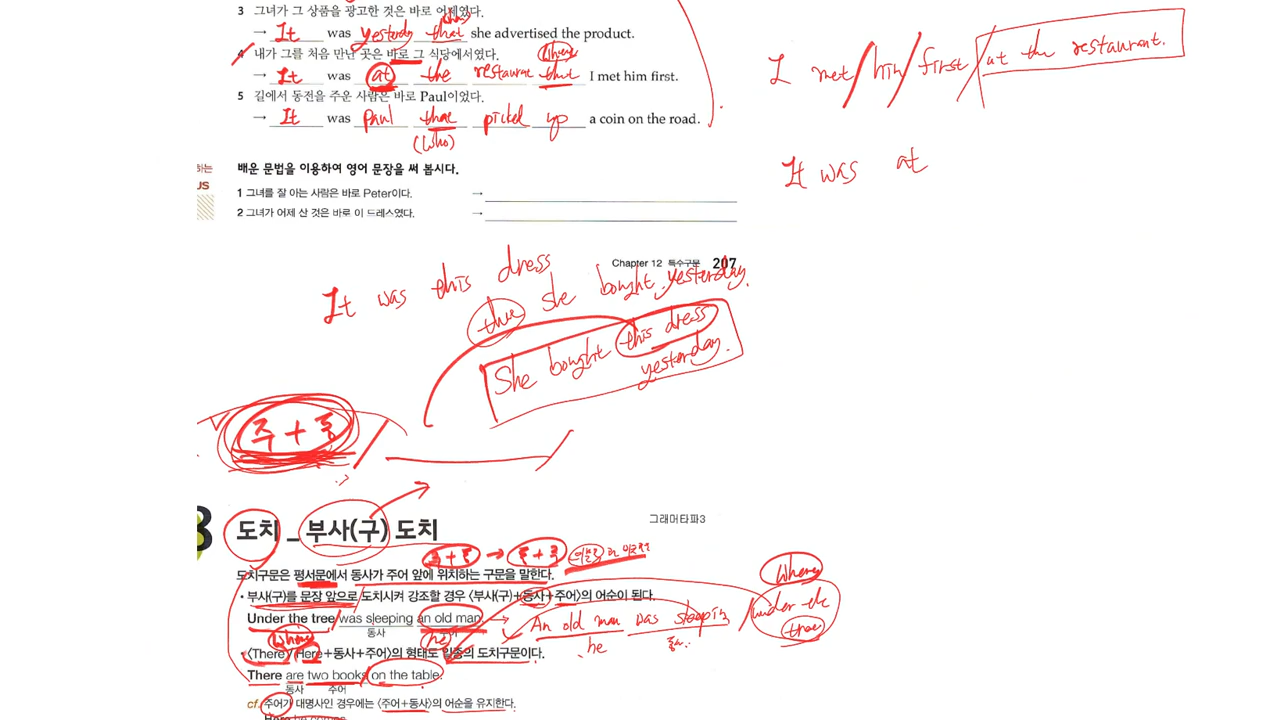 3 그녀가 그 상품을 광고한 것은 바로 어제였다.
→ It was yesterday that she advertised the product.
4 내가 그를 처음 만난 곳은 바로 그 식당에서였다.
where
→ It was at the restaurant that I met him first.
5 길에서 동전을 주운 사람은 바로 Paul이었다.
→ It was Paul that picked up a coin on the road.
(who)
I met / him / first / at the restaurant.
It was at
하는
US
배운 문법을 이용하여 영어 문장을 써 봅시다.
1 그녀를 잘 아는 사람은 바로 Peter이다. →
2 그녀가 어제 산 것은 바로 이 드레스였다. →
Chapter 12 특수구문 207
It was this dress
she bought yesterday.
She bought this dress
yesterday.
주 + 동
도치 _ 부사(구) 도치
그래머타파3
주+동 → 동+주
도치구문은 평서문에서 동사가 주어 앞에 위치하는 구문을 말한다.
• 부사(구)를 문장 앞으로 도치시켜 강조할 경우 〈부사(구)+동사+주어〉의 어순이 된다.
Under the tree was sleeping an old man.
동사 주어
An old man was sleeping / under the tree
where
he
he
where
• 〈There/Here+동사+주어〉의 형태도 일종의 도치구문이다.
There are two books on the table.
동사 주어
cf. 주어가 대명사인 경우에는 〈주어+동사〉의 어순을 유지한다.
Here he comes.